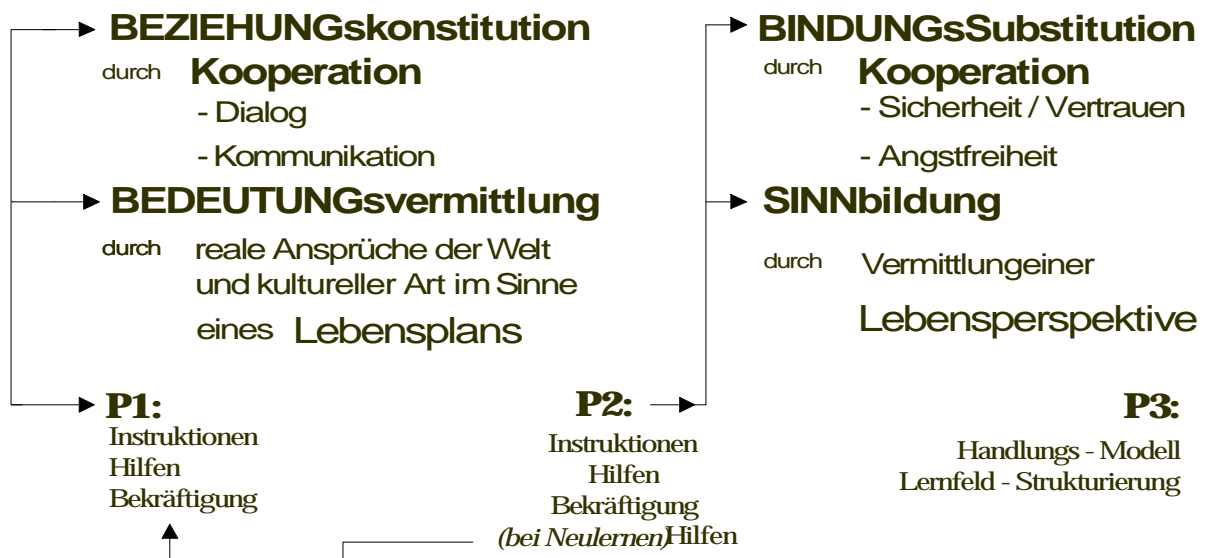 BEZIEHUNGskonstitution
durch Kooperation
- Dialog
- Kommunikation
BEDEUTUNGsvermittlung
durch reale Ansprüche der Welt
und kultureller Art im Sinne
eines Lebensplans
BINDUNGsSubstitution
durch Kooperation
- Sicherheit / Vertrauen
- Angstfreiheit
SINNbildung
durch Vermittlungeiner
Lebensperspektive
P1:
Instruktionen
Hilfen
Bekräftigung
P2:
Instruktionen
Hilfen
Bekräftigung
(bei Neulernen)Hilfen
P3:
Handlungs - Modell
Lernfeld - Strukturierung